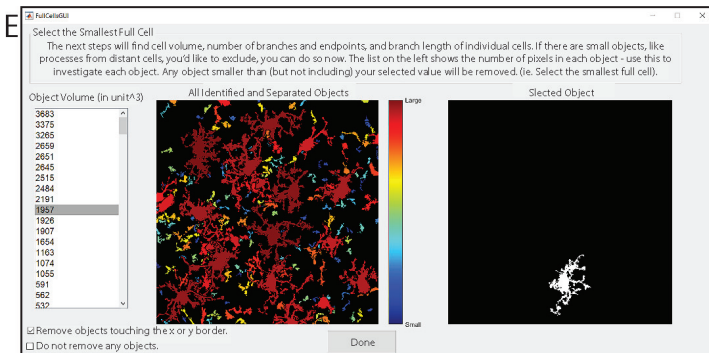 E
FullCellsGUI
Select the Smallest Full Cell
The next steps will find cell volume, number of branches and endpoints, and branch length of individual cells. If there are small objects, like
processes from distant cells, you'd like to exclude, you can do so now. The list on the left shows the number of pixels in each object - use this to
investigate each object. Any object smaller than (but not including) your selected value will be removed. (ie. Select the smallest full cell).
Object Volume (in unit^3)
All Identified and Separated Objects
Slected Object
3683
3375
3265
2659
2651
2645
2515
2484
2191
1957
1926
1907
1654
1163
1074
1055
591
562
532
Large
Small
Remove objects touching the x or y border.
Do not remove any objects.
Done